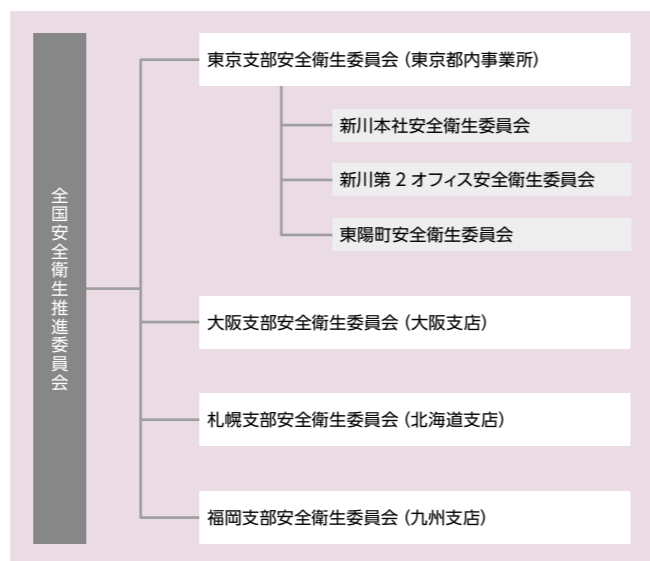 全国安全衛生推進委員会
東京支部安全衛生委員会（東京都内事業所）
新川本社安全衛生委員会
新川第２オフィス安全衛生委員会
東陽町安全衛生委員会
大阪支部安全衛生委員会（大阪支店）
札幌支部安全衛生委員会（北海道支店）
福岡支部安全衛生委員会（九州支店）